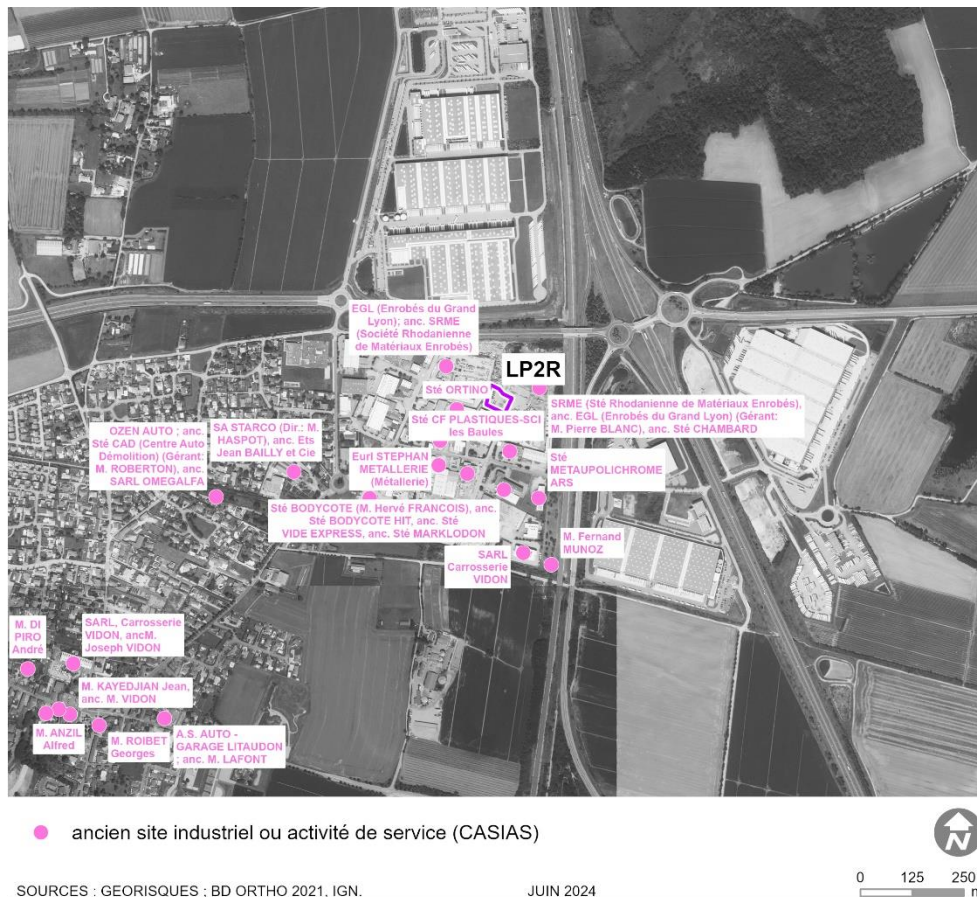 EGL (Enrobés du Grand
Lyon); anc. SRME
(Société Rhodanienne
de Matériaux Enrobés)
LP2R
Sté ORTINO
SRME (Sté Rhodanienne de Matériaux Enrobés),
anc. EGL (Enrobés du Grand Lyon) (Gérant:
M. Pierre BLANC), anc. Sté CHAMBARD
Sté CF PLASTIQUES-SCI
les Baules
OZEN AUTO ; anc.
Sté CAD (Centre Auto
Démolition) (Gérant:
M. ROBERTON), anc.
SARL OMEGALFA
SA STARCO (Dir.: M.
HASPOT), anc. Ets
Jean BAILLY et Cie
Eurl STEPHAN
METALLERIE
(Métallerie)
Sté
METAUPOLICHROME
ARS
Sté BODYCOTE (M. Hervé FRANCOIS), anc.
Sté BODYCOTE HIT, anc. Sté
VIDE EXPRESS, anc. Sté MARKLODON
M. Fernand
MUNOZ
SARL
Carrosserie
VIDON
M. DI
PIRO
André
SARL, Carrosserie
VIDON, ancM.
Joseph VIDON
M. KAYEDJIAN Jean,
anc. M. VIDON
M. ANZIL
Alfred
M. ROIBET
Georges
A.S. AUTO -
GARAGE LITAUDON
; anc. M. LAFONT
ancien site industriel ou activité de service (CASIAS)
N
SOURCES : GEORISQUES ; BD ORTHO 2021, IGN.
JUIN 2024
0 125 250
m